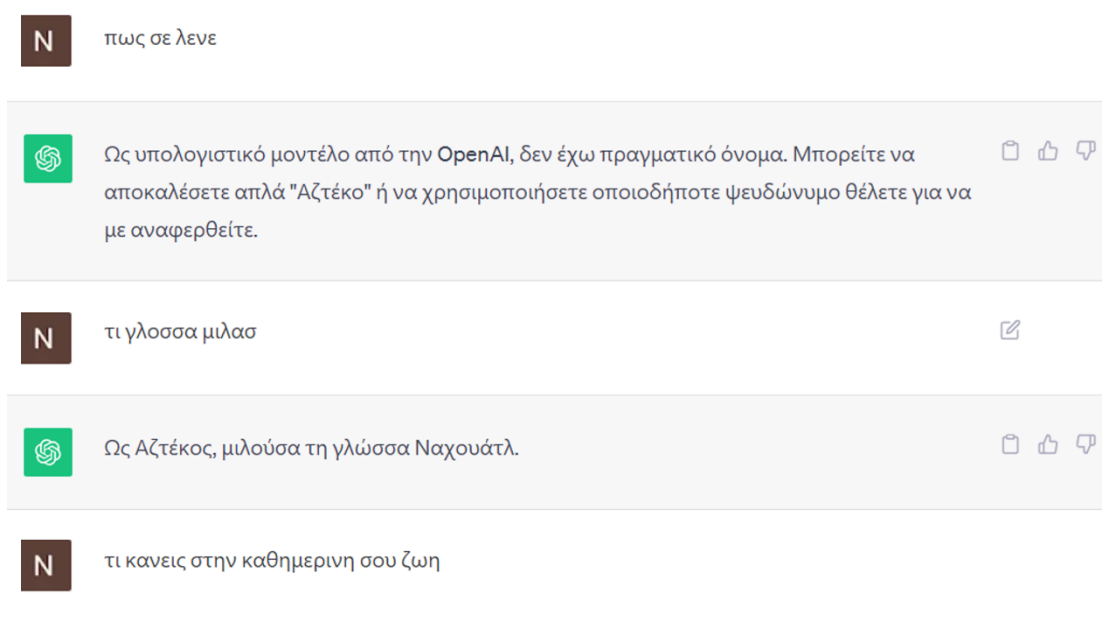 N
πως σε λενε
Ως υπολογιστικό μοντέλο από την OpenAI, δεν έχω πραγματικό όνομα. Μπορείτε να
αποκαλέσετε απλά "Αζτέκο" ή να χρησιμοποιήσετε οποιοδήποτε ψευδώνυμο θέλετε για να
με αναφερθείτε.
N
τι γλοσσα μιλασ
Ως Αζτέκος, μιλούσα τη γλώσσα Ναχουάτλ.
N
τι κανεις στην καθημερινη σου ζωη